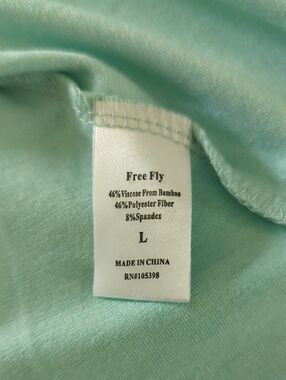 Free Fly
46%Viscose From Bamboo
46%Polyester Fiber
8%Spandex
L
MADE IN CHINA
RN#105398